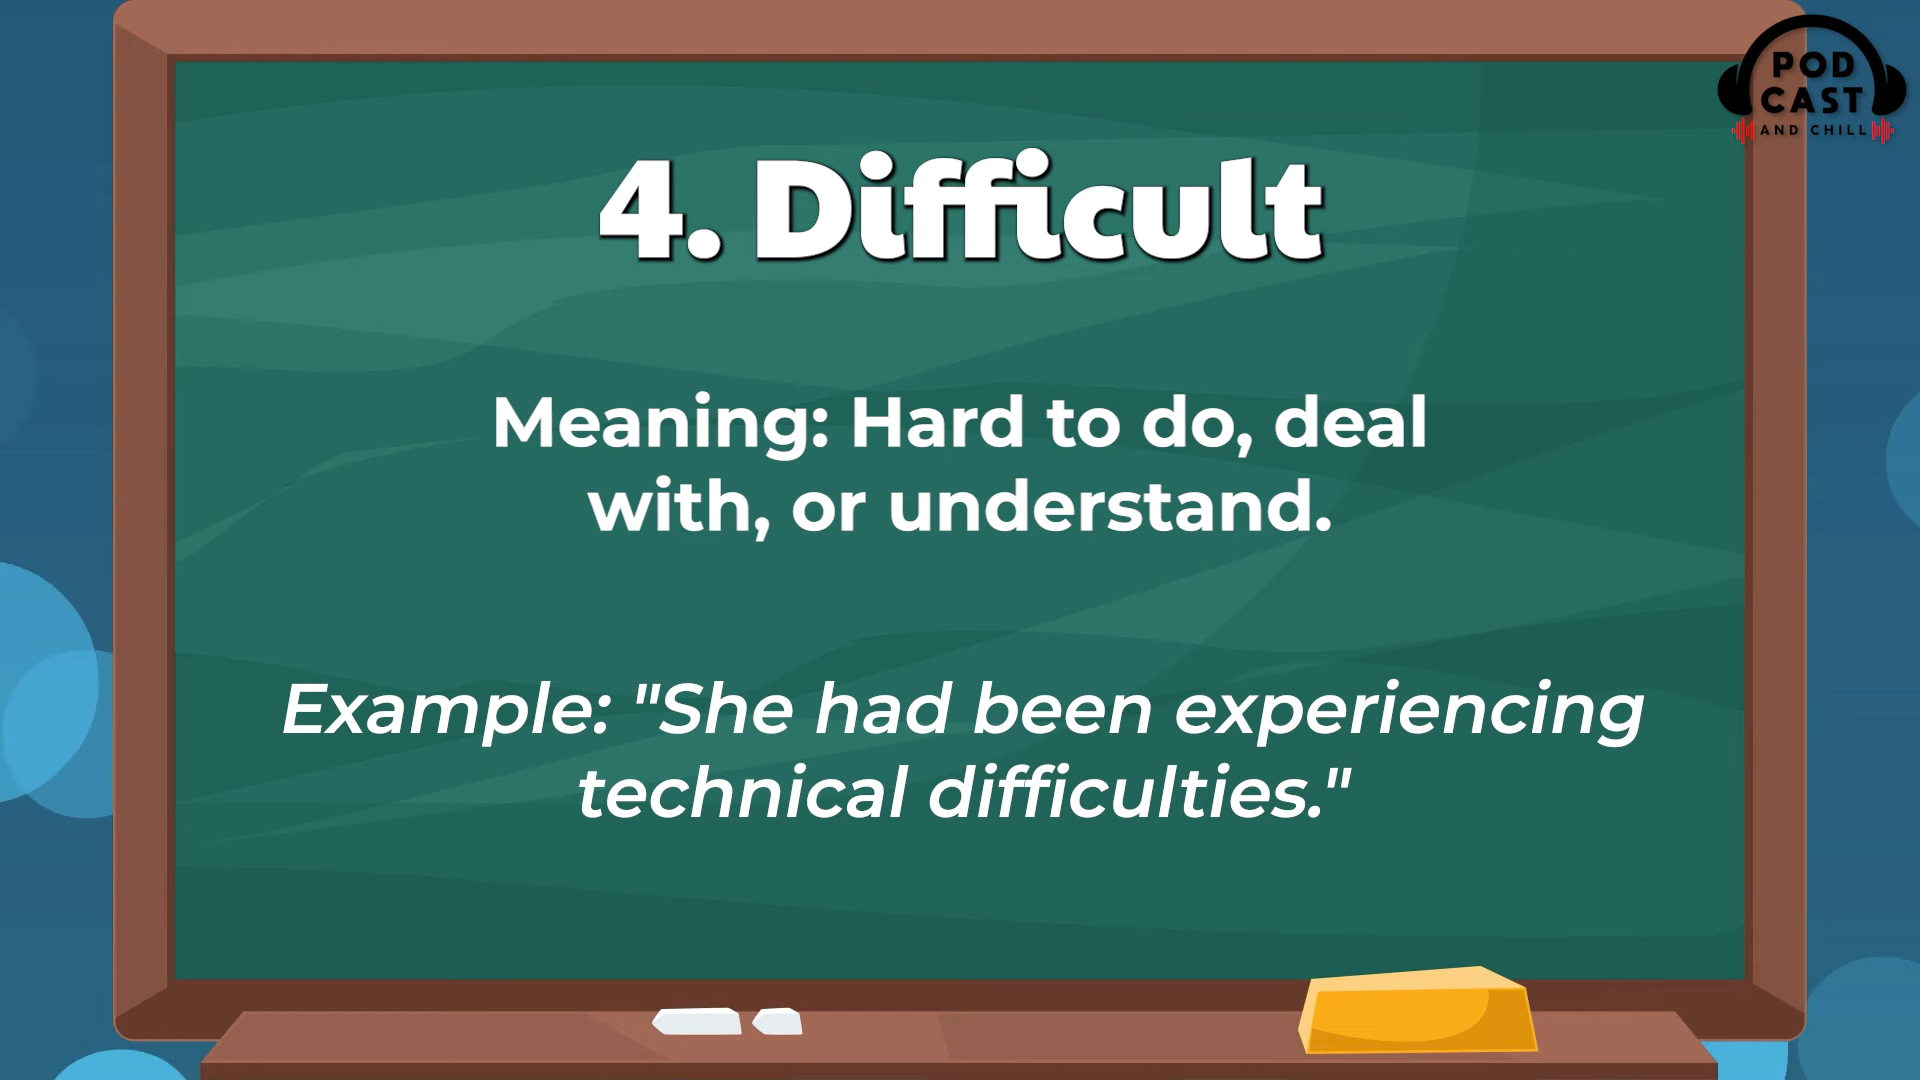 POD
CAST
AND CHILL
4. Difficult
Meaning: Hard to do, deal
with, or understand.
Example: "She had been experiencing
technical difficulties."